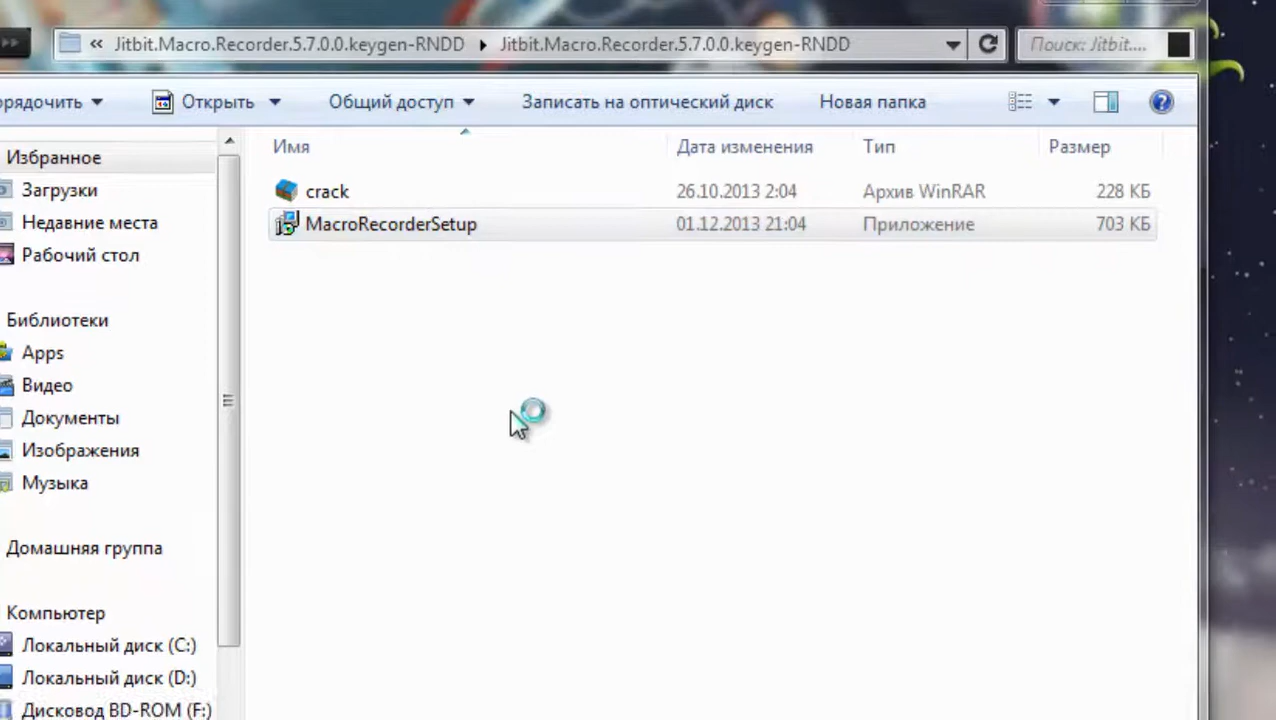 « Jitbit.Macro.Recorder.5.7.0.0.keygen-RNDD ▸ Jitbit.Macro.Recorder.5.7.0.0.keygen-RNDD Поиск: Jitbit....
орядочить Открыть Общий доступ Записать на оптический диск Новая папка
Имя Дата изменения Тип Размер
crack 26.10.2013 2:04 Архив WinRAR 228 КБ
MacroRecorderSetup 01.12.2013 21:04 Приложение 703 КБ
Избранное
Загрузки
Недавние места
Рабочий стол
Библиотеки
Apps
Видео
Документы
Изображения
Музыка
Домашняя группа
Компьютер
Локальный диск (C:)
Локальный диск (D:)
Дисковод BD-ROM (F:)